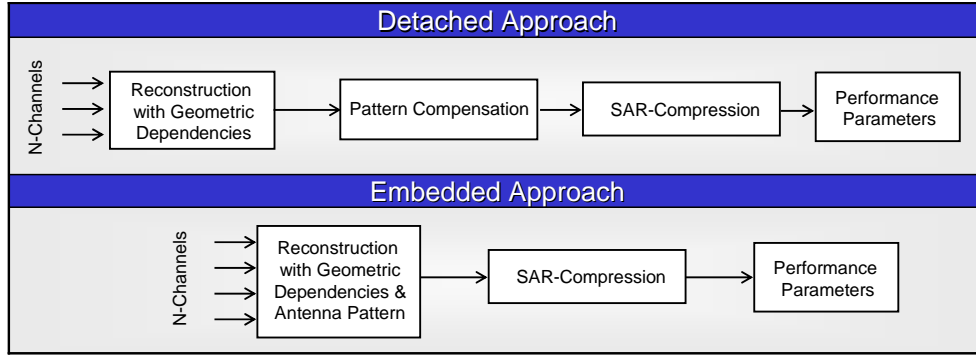 Detached Approach
N-Channels
Reconstruction
with Geometric
Dependencies
Pattern Compensation
SAR-Compression
Performance
Parameters
Embedded Approach
N-Channels
Reconstruction
with Geometric
Dependencies &
Antenna Pattern
SAR-Compression
Performance
Parameters